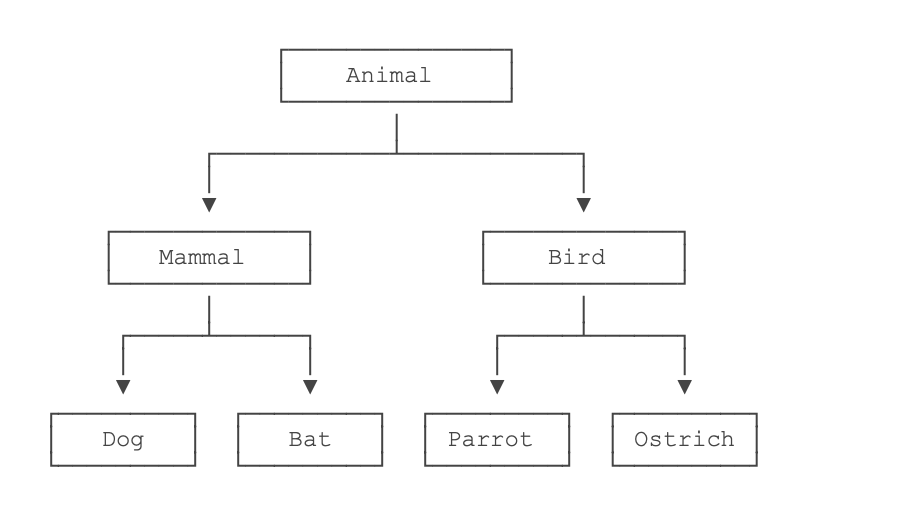 Animal
Mammal Bird
Dog Bat Parrot Ostrich